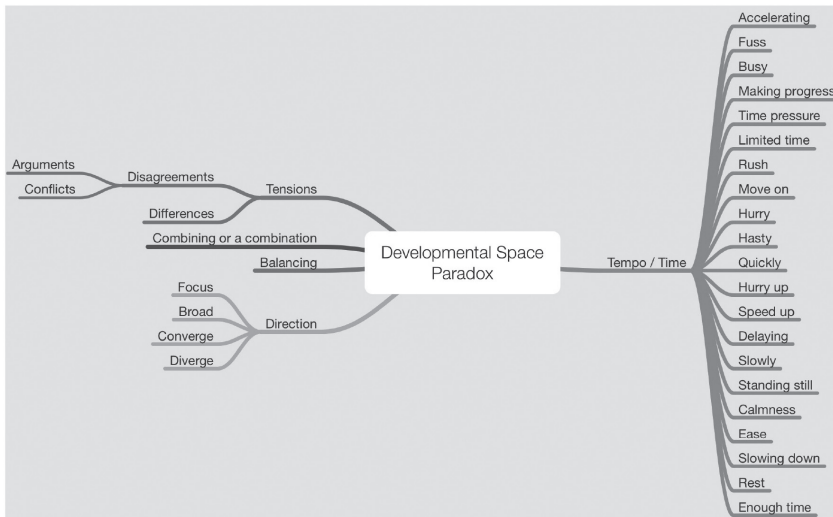 Arguments
Conflicts
Disagreements
Differences
Tensions
Combining or a combination
Balancing
Focus
Broad
Converge
Diverge
Direction
Developmental Space
Paradox
Tempo / Time
Accelerating
Fuss
Busy
Making progress
Time pressure
Limited time
Rush
Move on
Hurry
Hasty
Quickly
Hurry up
Speed up
Delaying
Slowly
Standing still
Calmness
Ease
Slowing down
Rest
Enough time